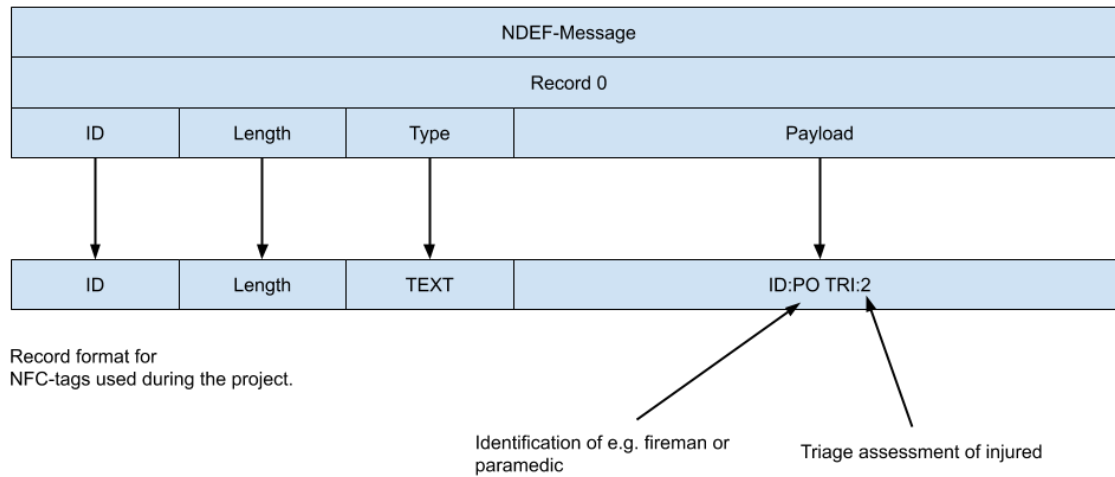 NDEF-Message
Record 0
ID Length Type Payload
ID Length TEXT ID:PO TRI:2
Record format for
NFC-tags used during the project.
Identification of e.g. fireman or
paramedic
Triage assessment of injured